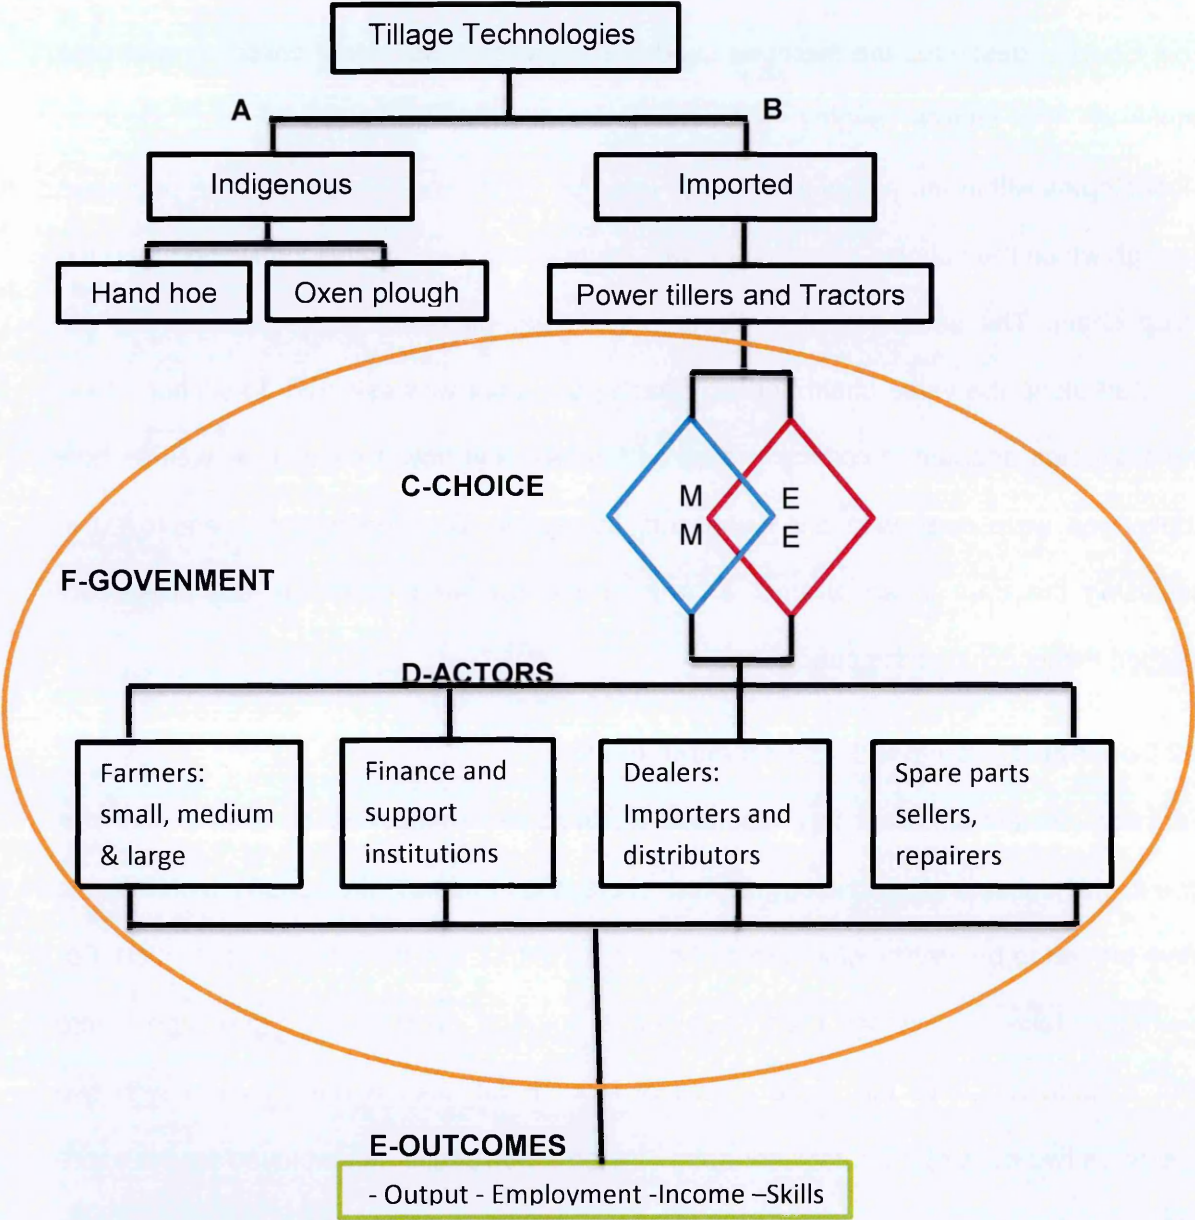 Tillage Technologies
A
B
Indigenous
Imported
Hand hoe
Oxen plough
Power tillers and Tractors
C-CHOICE
M E
M E
F-GOVENMENT
D-ACTORS
Farmers:
small, medium
& large
Finance and
support
institutions
Dealers:
Importers and
distributors
Spare parts
sellers,
repairers
E-OUTCOMES
- Output - Employment -Income –Skills